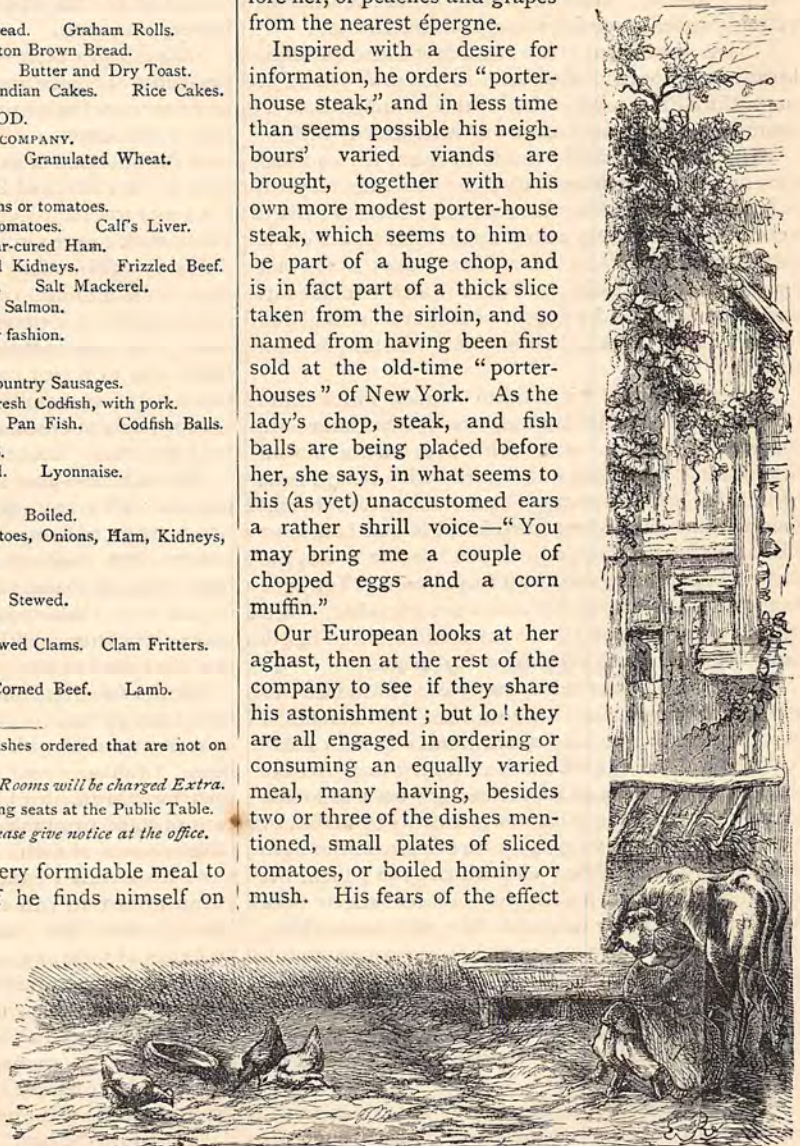 ead. Graham Rolls.
ton Brown Bread.
Butter and Dry Toast.
ndian Cakes. Rice Cakes.
OD.
COMPANY.
Granulated Wheat.
ns or tomatoes.
omatoes. Calf's Liver.
r-cured Ham.
l Kidneys. Frizzled Beef.
. Salt Mackerel.
Salmon.
fashion.
ountry Sausages.
resh Codfish, with pork.
Pan Fish. Codfish Balls.
s.
l. Lyonnaise.
Boiled.
toes, Onions, Ham, Kidneys,
Stewed.
wed Clams. Clam Fritters.
Corned Beef. Lamb.
shes ordered that are not on
Rooms will be charged Extra.
ng seats at the Public Table.
ease give notice at the office.
ery formidable meal to
f he finds himself on
fore her, or peaches and grapes
from the nearest épergne.
Inspired with a desire for
information, he orders “porter-
house steak,” and in less time
than seems possible his neigh-
bours’ varied viands are
brought, together with his
own more modest porter-house
steak, which seems to him to
be part of a huge chop, and
is in fact part of a thick slice
taken from the sirloin, and so
named from having been first
sold at the old-time “porter-
houses” of New York. As the
lady’s chop, steak, and fish
balls are being placed before
her, she says, in what seems to
his (as yet) unaccustomed ears
a rather shrill voice—“You
may bring me a couple of
chopped eggs and a corn
muffin.”
Our European looks at her
aghast, then at the rest of the
company to see if they share
his astonishment ; but lo ! they
are all engaged in ordering or
consuming an equally varied
meal, many having, besides
two or three of the dishes men-
tioned, small plates of sliced
tomatoes, or boiled hominy or
mush. His fears of the effect